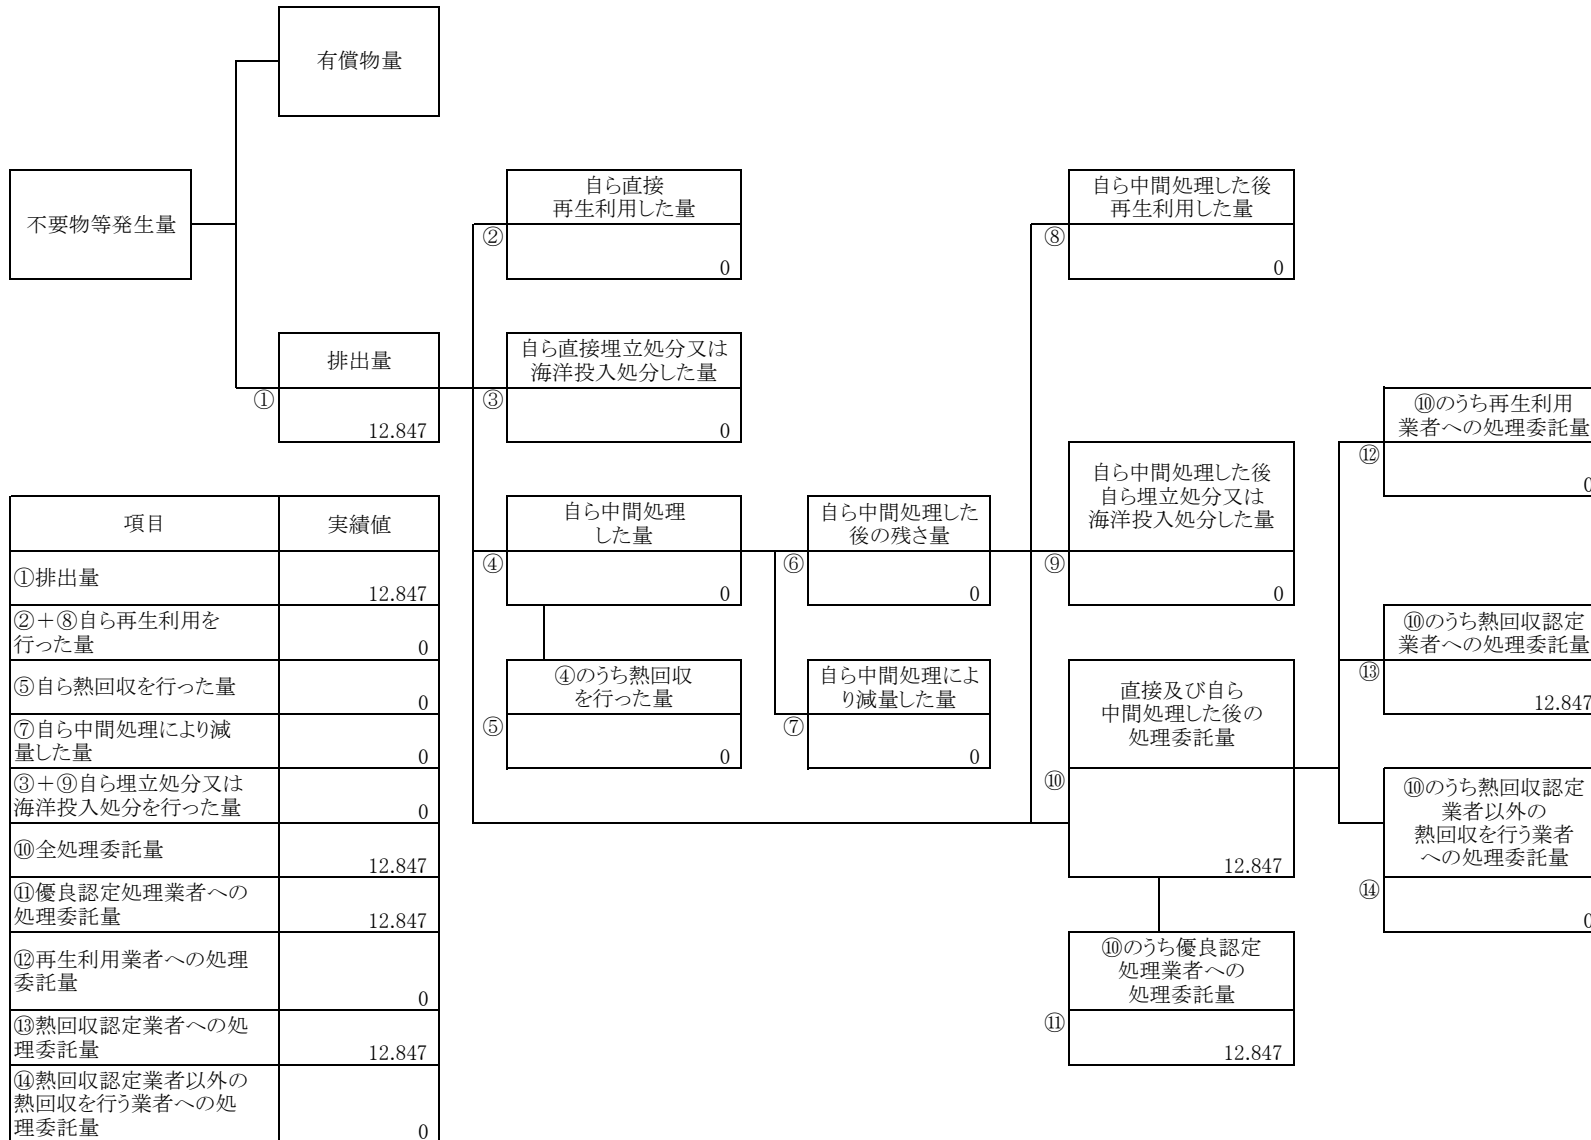 有償物量
不要物等発生量
自ら直接
再生利用した量
②
0
自ら中間処理した後
再生利用した量
⑧
0
排出量
①
12.847
自ら直接埋立処分又は
海洋投入処分した量
③
0
⑩のうち再生利用
業者への処理委託量
⑫
0
自ら中間処理
した量
④
0
自ら中間処理した
後の残さ量
⑥
0
自ら中間処理した後
自ら埋立処分又は
海洋投入処分した量
⑨
0
⑩のうち熱回収認定
業者への処理委託量
⑬
12.847
④のうち熱回収
を行った量
⑤
0
自ら中間処理によ
り減量した量
⑦
0
直接及び自ら
中間処理した後の
処理委託量
⑩
12.847
⑩のうち熱回収認定
業者以外の
熱回収を行う業者
への処理委託量
⑭
0
⑩のうち優良認定
処理業者への
処理委託量
⑪
12.847
項目
実績値
①排出量
12.847
②+⑧自ら再生利用を
行った量
0
⑤自ら熱回収を行った量
0
⑦自ら中間処理により減
量した量
0
③+⑨自ら埋立処分又は
海洋投入処分を行った量
0
⑩全処理委託量
12.847
⑪優良認定処理業者への
処理委託量
12.847
⑫再生利用業者への処理
委託量
0
⑬熱回収認定業者への処
理委託量
12.847
⑭熱回収認定業者以外の
熱回収を行う業者への処
理委託量
0